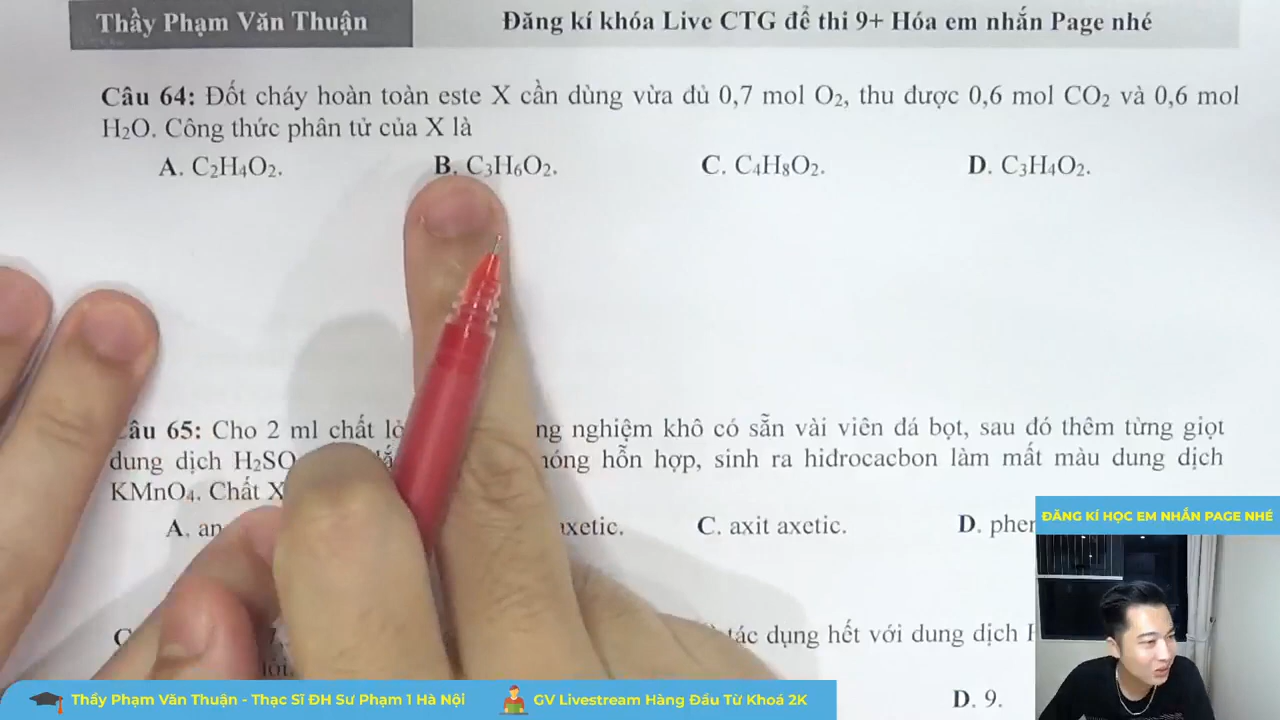 Thầy Phạm Văn Thuận
Đăng kí khóa Live CTG để thi 9+ Hóa em nhắn Page nhé
Câu 64: Đốt cháy hoàn toàn este X cần dùng vừa đủ 0,7 mol O₂, thu được 0,6 mol CO₂ và 0,6 mol
H₂O. Công thức phân tử của X là
A. C₂H₄O₂. B. C₃H₆O₂. C. C₄H₈O₂. D. C₃H₄O₂.
Câu 65: Cho 2 ml chất nghiệm khô có sẵn vài viên đá bọt, sau đó thêm từng giọt
dung dịch H₂SO nóng hỗn hợp, sinh ra hidrocacbon làm mất màu dung dịch
KMnO₄. Chất X
A. C. axit axetic. D.
tác dụng hết với dung dịch
D. 9.
ĐĂNG KÍ HỌC EM NHẮN PAGE NHÉ
Thầy Phạm Văn Thuận - Thạc Sĩ ĐH Sư Phạm 1 Hà Nội
GV Livestream Hàng Đầu Từ Khoá 2K